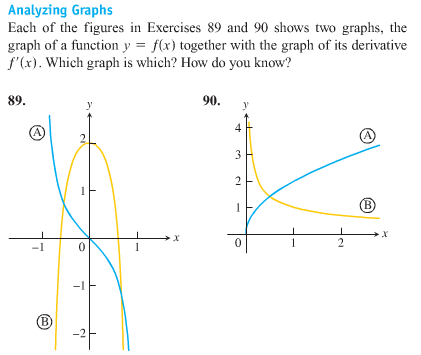 Analyzing Graphs
Each of the figures in Exercises 89 and 90 shows two graphs, the
graph of a function y = f(x) together with the graph of its derivative
f′(x). Which graph is which? How do you know?
89.
y
A
2
1
x
−1
0
1
−1
B
−2
90.
y
4
A
3
2
B
1
x
0
1
2